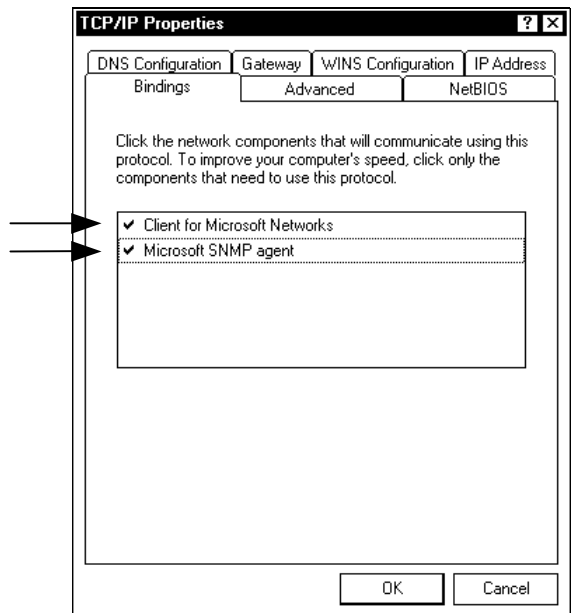 TCP/IP Properties
DNS Configuration Gateway WINS Configuration IP Address
Bindings Advanced NetBIOS
Click the network components that will communicate using this
protocol. To improve your computer's speed, click only the
components that need to use this protocol.
Client for Microsoft Networks
Microsoft SNMP agent
OK Cancel